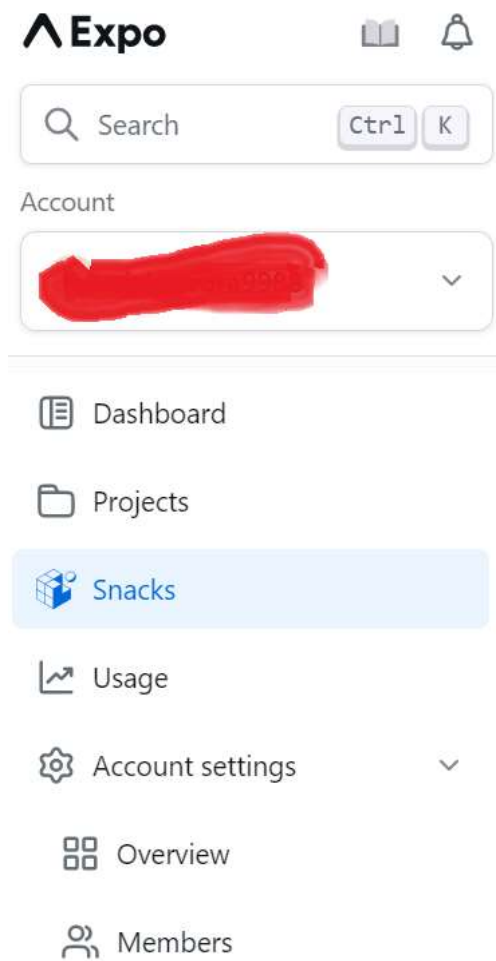 Expo
Search Ctrl K
Account
Dashboard
Projects
Snacks
Usage
Account settings
Overview
Members